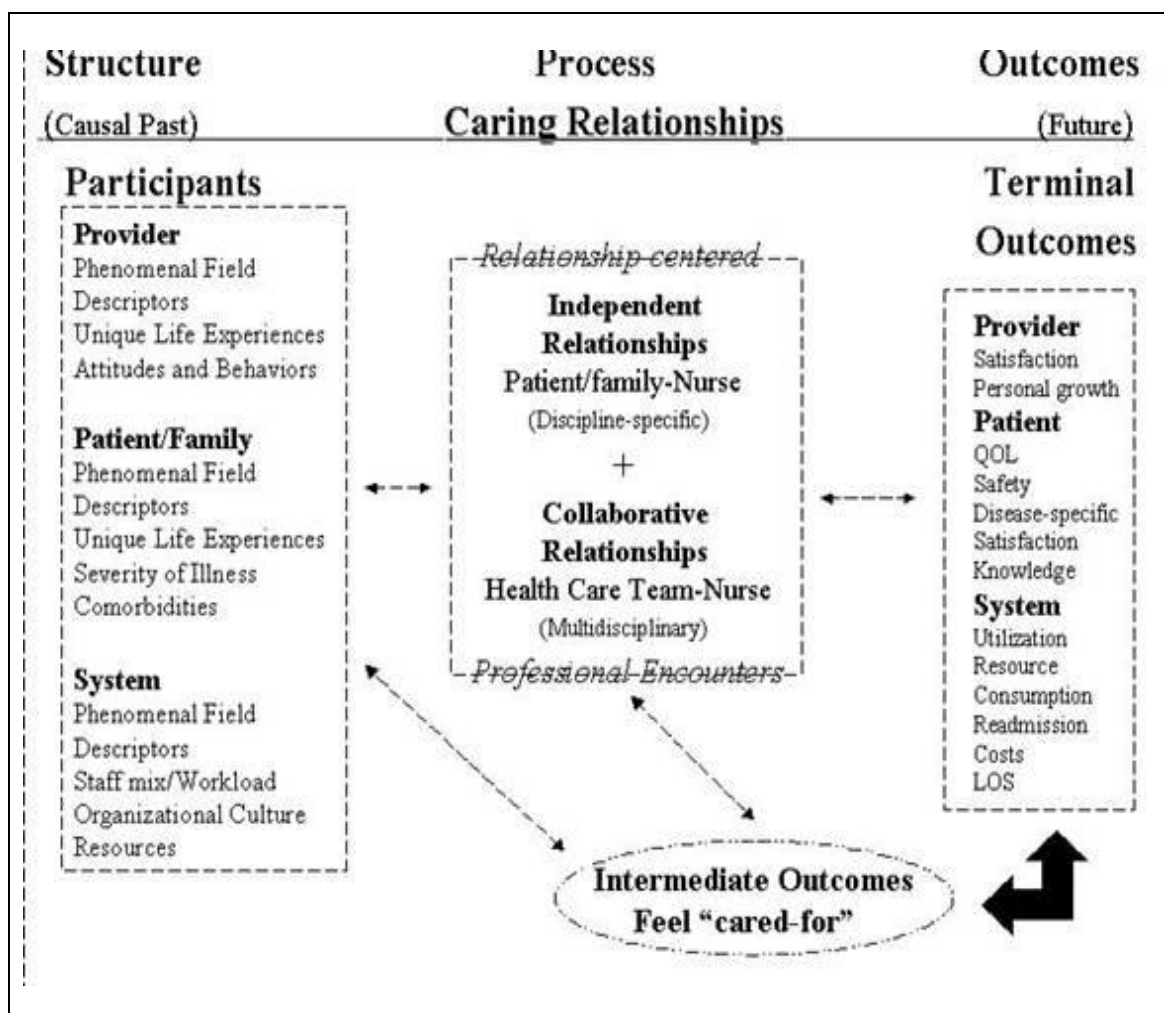 Structure
Process
Outcomes
(Causal Past)
Caring Relationships
(Future)
Participants
Provider
Phenomenal Field
Descriptors
Unique Life Experiences
Attitudes and Behaviors
Patient/Family
Phenomenal Field
Descriptors
Unique Life Experiences
Severity of Illness
Comorbidities
System
Phenomenal Field
Descriptors
Staff mix/Workload
Organizational Culture
Resources
Relationship centered
Independent
Relationships
Patient/family-Nurse
(Discipline-specific)
+
Collaborative
Relationships
Health Care Team-Nurse
(Multidisciplinary)
Professional Encounters
Terminal
Outcomes
Provider
Satisfaction
Personal growth
Patient
QOL
Safety
Disease-specific
Satisfaction
Knowledge
System
Utilization
Resource
Consumption
Readmission
Costs
LOS
Intermediate Outcomes
Feel “cared-for”